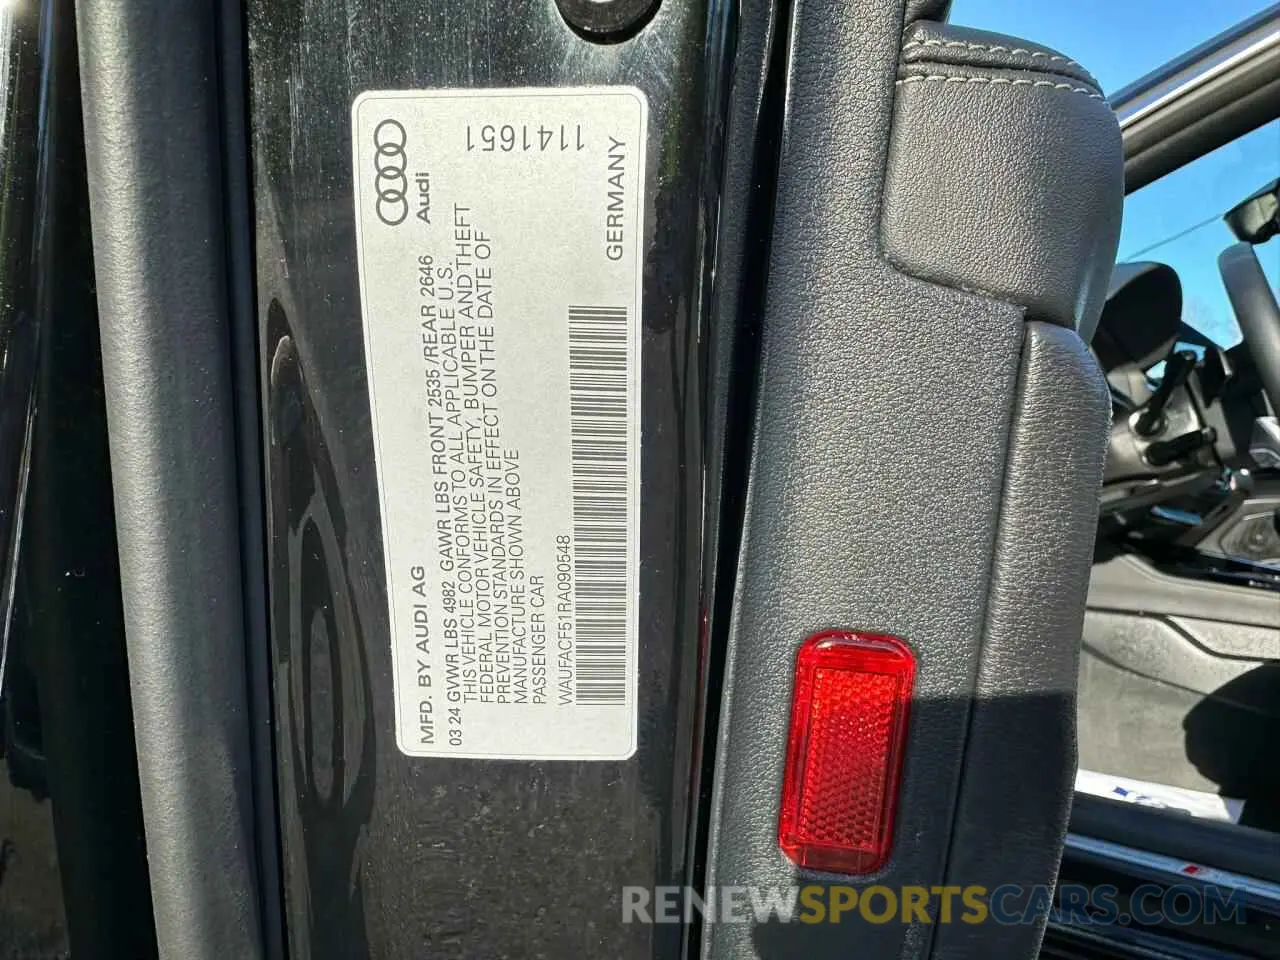 MFD. BY AUDI AG
Audi
1141651
03 24 GVWR LBS 4982 GAWR LBS FRONT 2535 /REAR 2646
THIS VEHICLE CONFORMS TO ALL APPLICABLE U.S.
FEDERAL MOTOR VEHICLE SAFETY, BUMPER AND THEFT
PREVENTION STANDARDS IN EFFECT ON THE DATE OF
MANUFACTURE SHOWN ABOVE
PASSENGER CAR
WAUFACF51RA090548
GERMANY
RENEWSPORTSCARS.COM